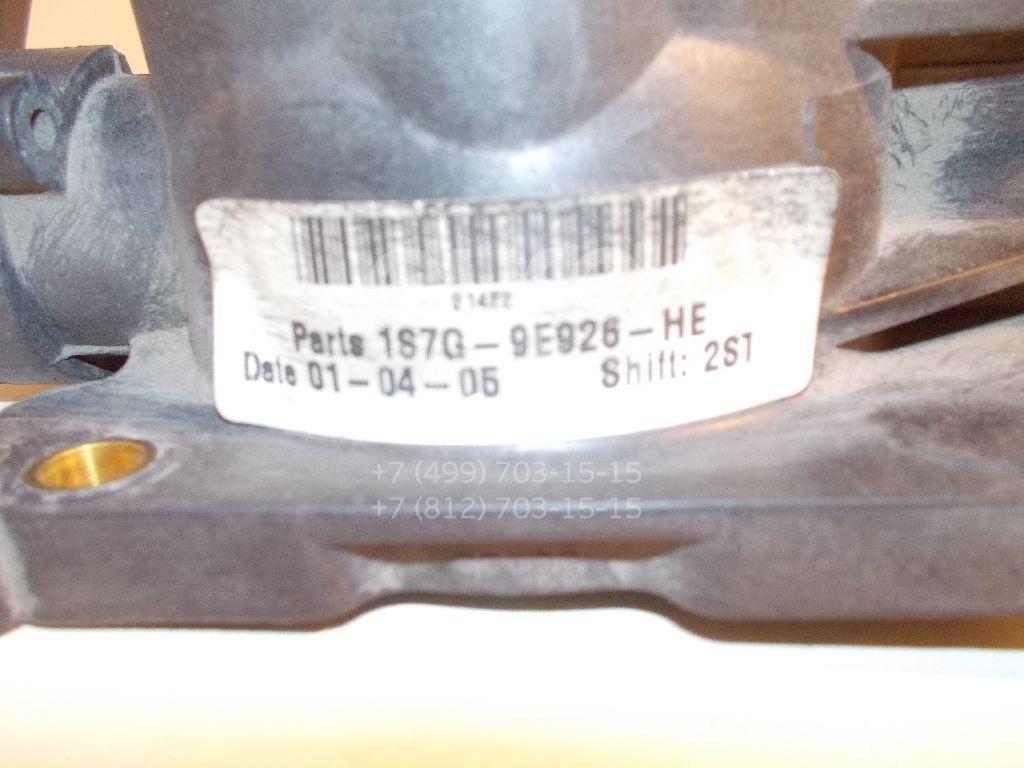 21422
Parts 1S7G-9E926-HE
Date 01-04-05 Shift: 2ST
+7 (499) 703-15-15
+7 (812) 703-15-15